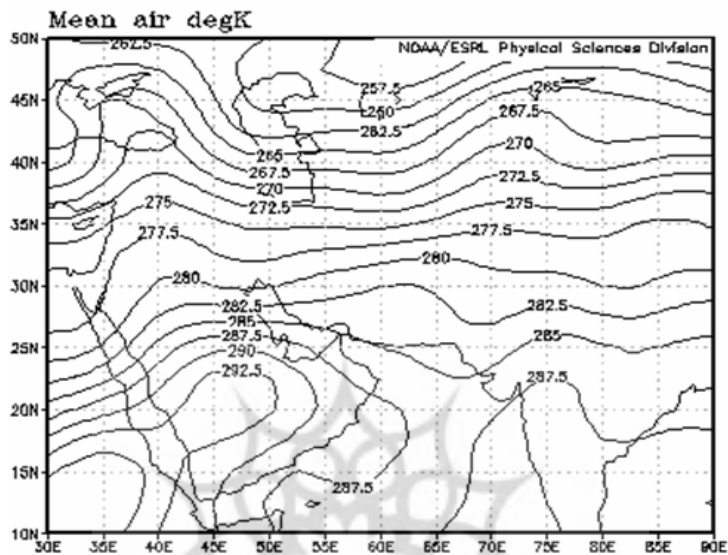 Mean air degK
NOAA/ESRL Physical Sciences Division
50N
262.5
257.5
45N
260
265
262.5
267.5
40N
265
270
267.5
270
272.5
35N
275
272.5
275
277.5
277.5
30N
280
280
282.5
282.5
25N
285
285
287.5
290
292.5
287.5
20N
15N
287.5
10N
30E 35E 40E 45E 50E 55E 60E 65E 70E 75E 80E 85E 90E